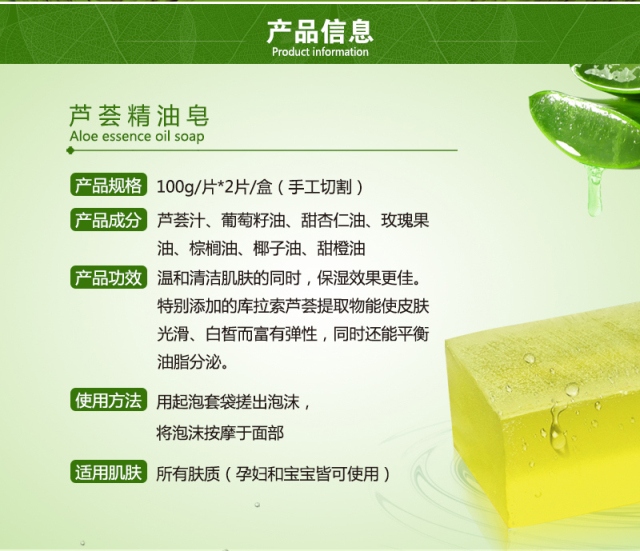 产品信息
Product information
芦荟精油皂
Aloe essence oil soap
产品规格 100g/片*2片/盒（手工切割）
产品成分 芦荟汁、葡萄籽油、甜杏仁油、玫瑰果
油、棕榈油、椰子油、甜橙油
产品功效 温和清洁肌肤的同时，保湿效果更佳。
特别添加的库拉索芦荟提取物能使皮肤
光滑、白皙而富有弹性，同时还能平衡
油脂分泌。
使用方法 用起泡套袋搓出泡沫，
将泡沫按摩于面部
适用肌肤 所有肤质（孕妇和宝宝皆可使用）